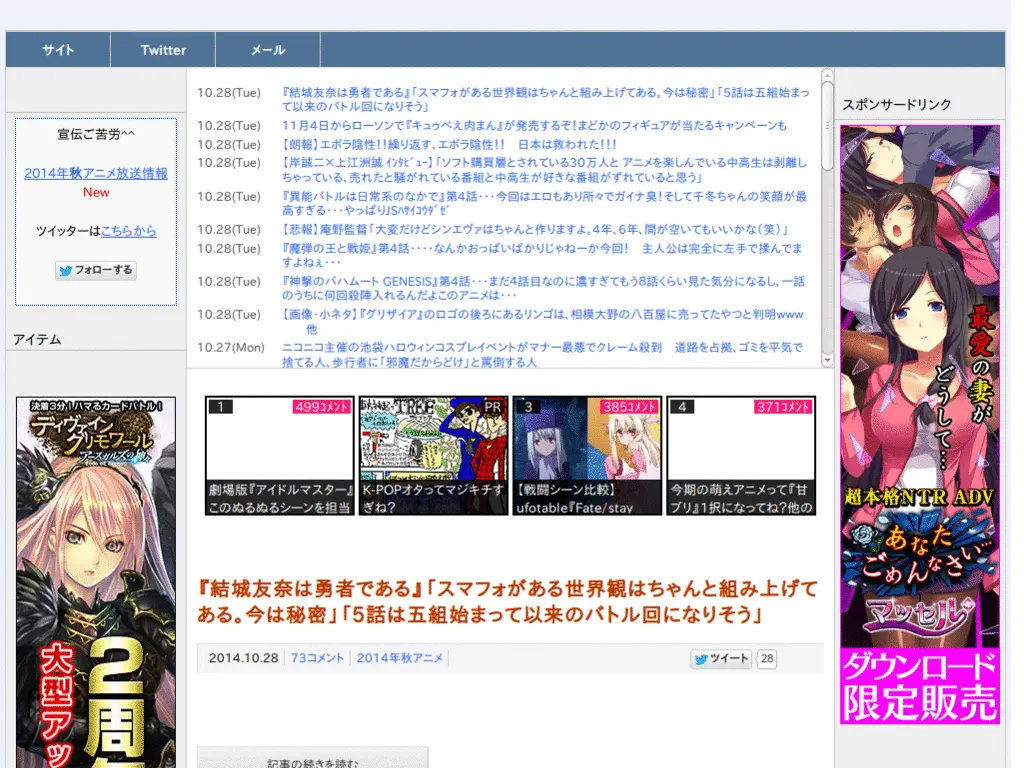 サイト
Twitter
メール
宣伝ご苦労^^
2014年秋アニメ放送情報
New
ツイッターはこちらから
フォローする
アイテム
決着3分！ハマるカードバトル！
ディヴァイン
グリモワール
2周年
大型アッ
10.28(Tue) 『結城友奈は勇者である』「スマフォがある世界観はちゃんと組み上げてある。今は秘密」「5話は五組始まっ
て以来のバトル回になりそう」
10.28(Tue) 11月4日からローソンで『キュゥべえ肉まん』が発売するぞ！まどかのフィギュアが当たるキャンペーンも
10.28(Tue) 【朗報】エボラ陰性！！繰り返す、エボラ陰性！！ 日本は救われた！！！
10.28(Tue) 【岸誠二×上江洲誠 ｲﾝﾀﾋﾞｭｰ】「ソフト購買層とされている30万人と アニメを楽しんでいる中高生は剥離し
ちゃっている、売れたと騒がれている番組と中高生が好きな番組がずれていると思う」
10.28(Tue) 『異能バトルは日常系のなかで』第4話･･･今回はエロもあり所々でガイナ臭！そして千冬ちゃんの笑顔が最
高すぎる･･･やっぱりJSﾊｻｲｺｳﾀﾞｾﾞ
10.28(Tue) 【悲報】庵野監督「大変だけどシンエヴァはちゃんと作りますよ。4年、6年、間が空いてもいいかな（笑）」
10.28(Tue) 『魔弾の王と戦姫』第4話････なんかおっぱいばかりじゃねーか今回！ 主人公は完全に左手で揉んでま
すよねぇ･･･
10.28(Tue) 『神撃のバハムート GENESIS』第4話･･･まだ4話目なのに濃すぎてもう8話くらい見た気分になるし、一話
のうちに何回殺陣入れるんだよこのアニメは･･･
10.28(Tue) 【画像・小ネタ】『グリザイア』のロゴの後ろにあるリンゴは、相模大野の八百屋に売ってたやつと判明www
他
10.27(Mon) ニコニコ主催の池袋ハロウィンコスプレイベントがマナー最悪でクレーム殺到 道路を占拠、ゴミを平気で
捨てる人、歩行者に「邪魔だからどけ」と罵倒する人
1 499ｺﾒﾝﾄ
劇場版『アイドルマスター』
このぬるぬるシーンを担当
PR
K-POPオタってマジキチす
ぎね？
3 385ｺﾒﾝﾄ
【戦闘シーン比較】
ufotable『Fate/stay
4 371ｺﾒﾝﾄ
今期の萌えアニメって『甘
ブリ』1択になってね？他の
『結城友奈は勇者である』「スマフォがある世界観はちゃんと組み上げて
ある。今は秘密」「5話は五組始まって以来のバトル回になりそう」
2014.10.28 73コメント 2014年秋アニメ
ツイート 28
記事の続きを読む
スポンサードリンク
最愛の妻が
どうして…
超本格NTR ADV
あなた
ごめんなさい…
マッセル
ダウンロード
限定販売